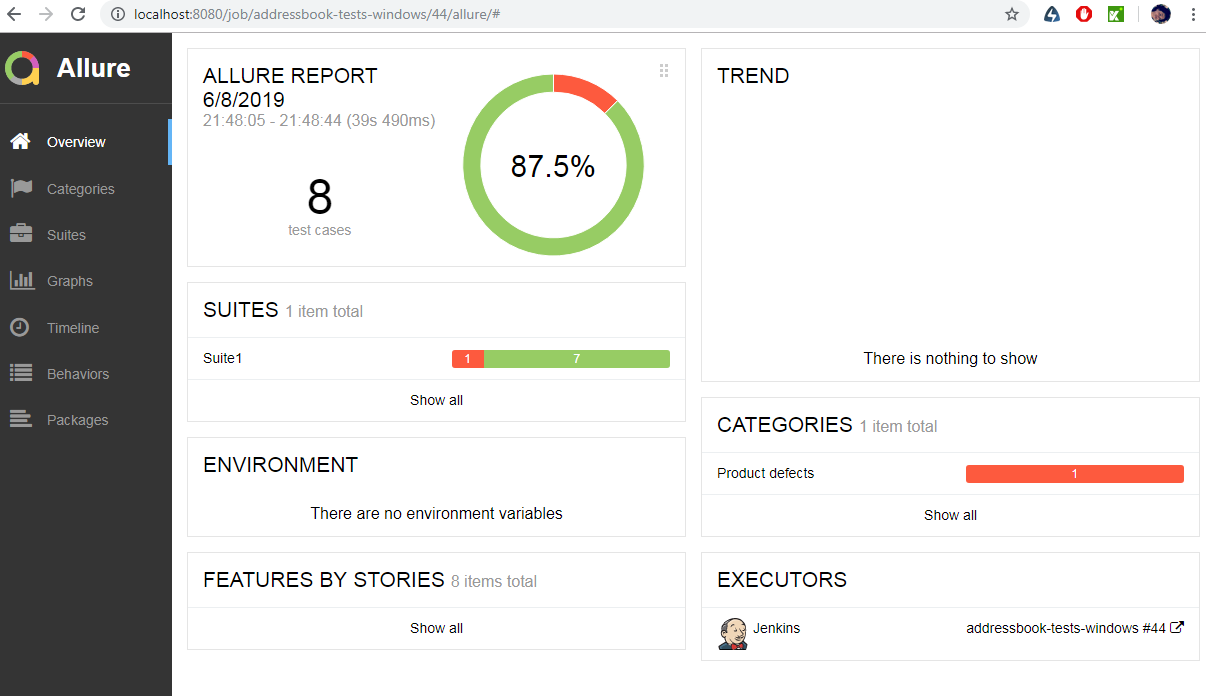 localhost:8080/job/addressbook-tests-windows/44/allure/#
Allure
Overview
Categories
Suites
Graphs
Timeline
Behaviors
Packages
ALLURE REPORT
6/8/2019
21:48:05 - 21:48:44 (39s 490ms)
8
test cases
87.5%
SUITES 1 item total
Suite1 1 7
Show all
ENVIRONMENT
There are no environment variables
FEATURES BY STORIES 8 items total
Show all
TREND
There is nothing to show
CATEGORIES 1 item total
Product defects 1
Show all
EXECUTORS
Jenkins addressbook-tests-windows #44